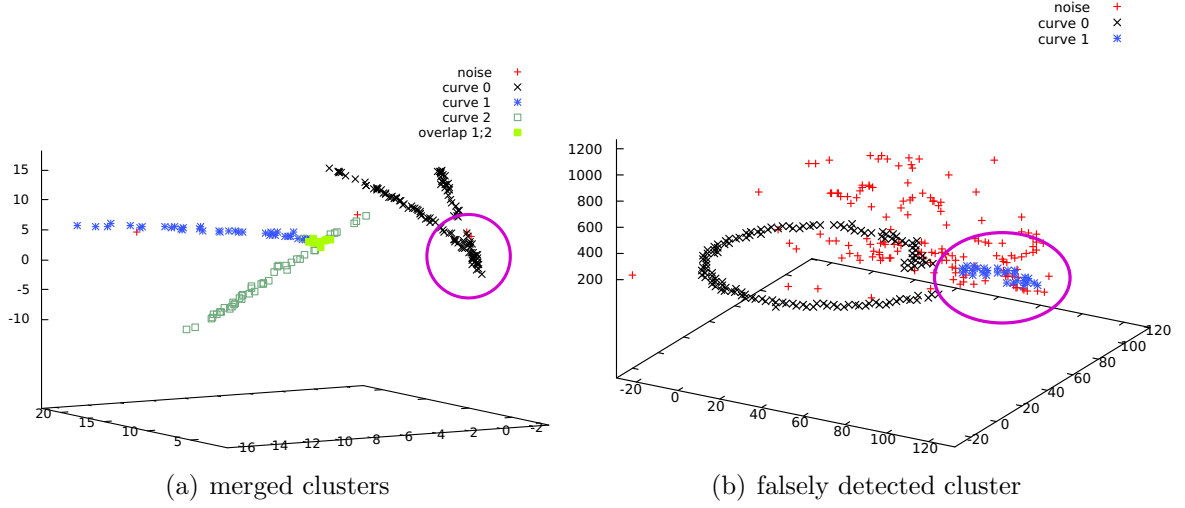 noise
curve 0
curve 1
curve 2
overlap 1;2
15
10
5
0
-5
-10
20
15
10
5
16 14 12 10 8 6 4 2 0 -2
(a) merged clusters
noise
curve 0
curve 1
1200
1000
800
600
400
200
-20 0 20 40 60 80 100 120
-20
0
20
40
60
80
100
120
(b) falsely detected cluster